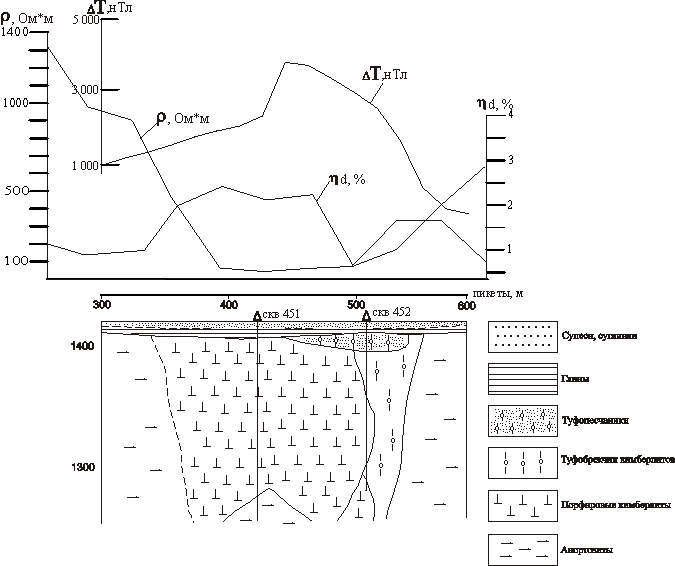 ρ, Ом*м
ΔT,нТл
5 000
1400
3 000
ΔT,нТл
ηd, %
4
1000
ρ, Ом*м
3
1 000
ηd, %
500
2
1
100
пикеты, м
300
400
500
600
скв 451
скв 452
1400
Супеси, суглинки
Глины
Туфопесчаники
1300
Туфобрекчии кимберлитов
Порфировые кимберлиты
Анортозиты